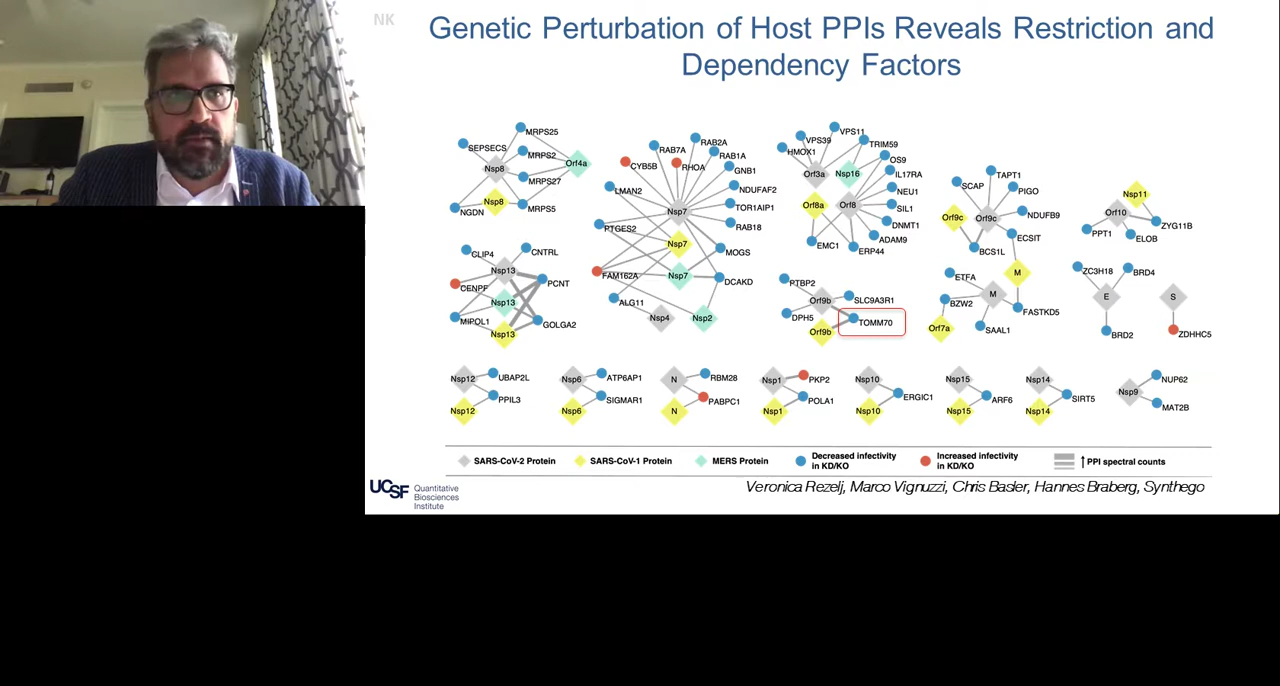 NK
Genetic Perturbation of Host PPIs Reveals Restriction and
Dependency Factors
MRPS25
SEPSECS
MRPS2
Nsp8
Orf4a
MRPS27
Nsp8
NGDN
MRPS5
RAB7A
RAB2A
CYB5B
RHOA
RAB1A
GNB1
LMAN2
NDUFAF2
Nsp7
TOR1AIP1
PTGES2
RAB18
Nsp7
MOGS
FAM162A
Nsp7
DCAKD
ALG11
Nsp4
Nsp2
VPS11
VPS39
HMOX1
TRIM59
OS9
Orf3a
Nsp16
IL17RA
NEU1
Orf8a
Orf8
SIL1
DNMT1
ADAM9
EMC1
ERP44
TAPT1
SCAP
PIGO
Orf9c
Orf9c
NDUFB9
ECSIT
BCS1L
Nsp11
Orf10
ZYG11B
PPT1
ELOB
CLIP4
CNTRL
Nsp13
CENPF
PCNT
Nsp13
MIPOL1
GOLGA2
Nsp13
PTBP2
Orf9b
SLC9A3R1
DPH5
TOMM70
Orf9b
M
ETFA
M
BZW2
FASTKD5
Orf7a
SAAL1
ZC3H18
BRD4
E
S
BRD2
ZDHHC5
Nsp12
UBAP2L
PPIL3
Nsp12
Nsp6
ATP6AP1
SIGMAR1
Nsp6
N
RBM28
PABPC1
N
Nsp1
PKP2
POLA1
Nsp1
Nsp10
ERGIC1
Nsp10
Nsp15
ARF6
Nsp15
Nsp14
SIRT5
Nsp14
Nsp9
NUP62
MAT2B
SARS-CoV-2 Protein
SARS-CoV-1 Protein
MERS Protein
Decreased infectivity
in KD/KO
Increased infectivity
in KD/KO
↑ PPI spectral counts
UCSF
Quantitative
Biosciences
Institute
Veronica Rezelj, Marco Vignuzzi, Chris Basler, Hannes Braberg, Synthego